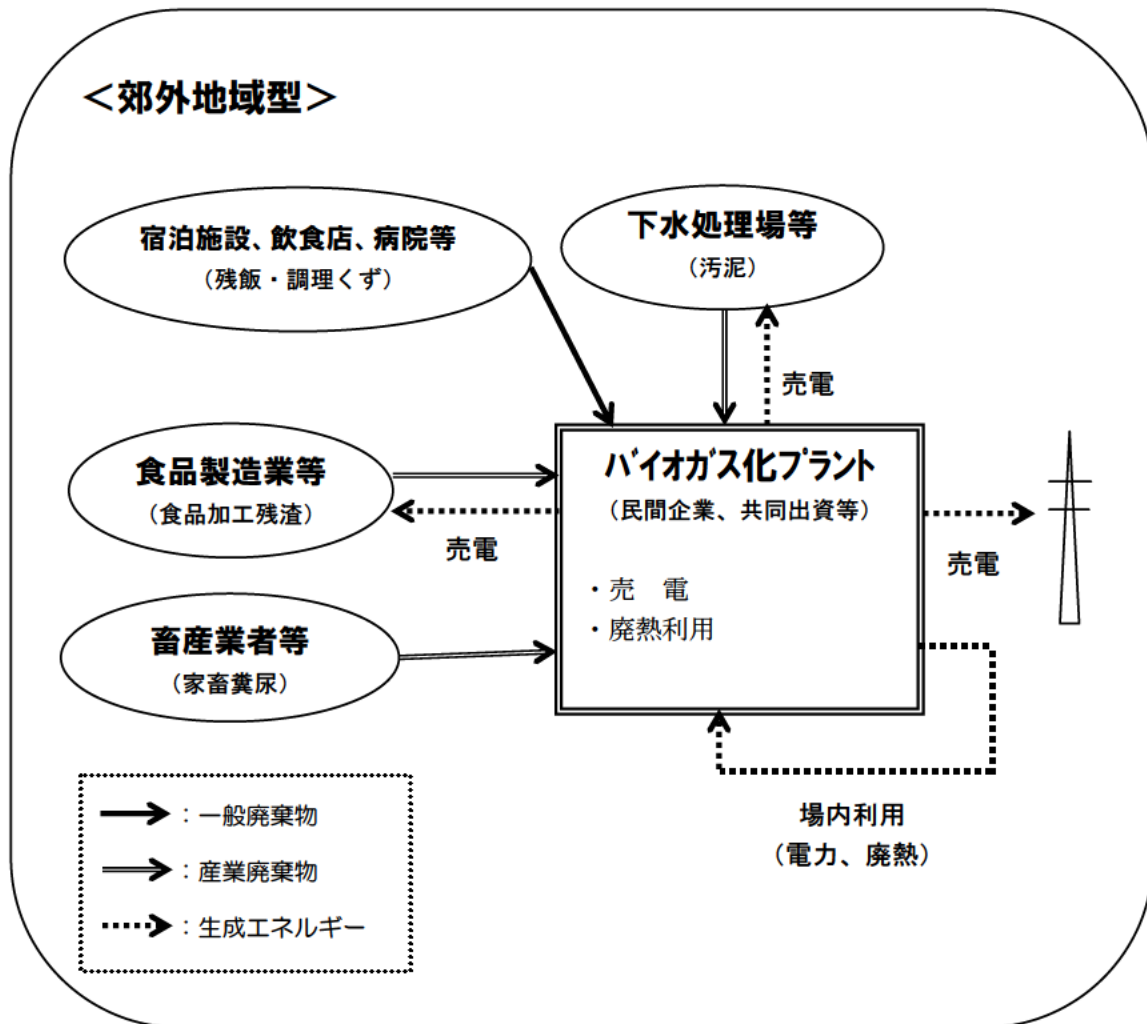 ＜郊外地域型＞
宿泊施設、飲食店、病院等
（残飯・調理くず）
下水処理場等
（汚泥）
売電
食品製造業等
（食品加工残渣）
売電
バイオガス化プラント
（民間企業、共同出資等）
・売　電
・廃熱利用
売電
畜産業者等
（家畜糞尿）
場内利用
（電力、廃熱）
：一般廃棄物
：産業廃棄物
：生成エネルギー